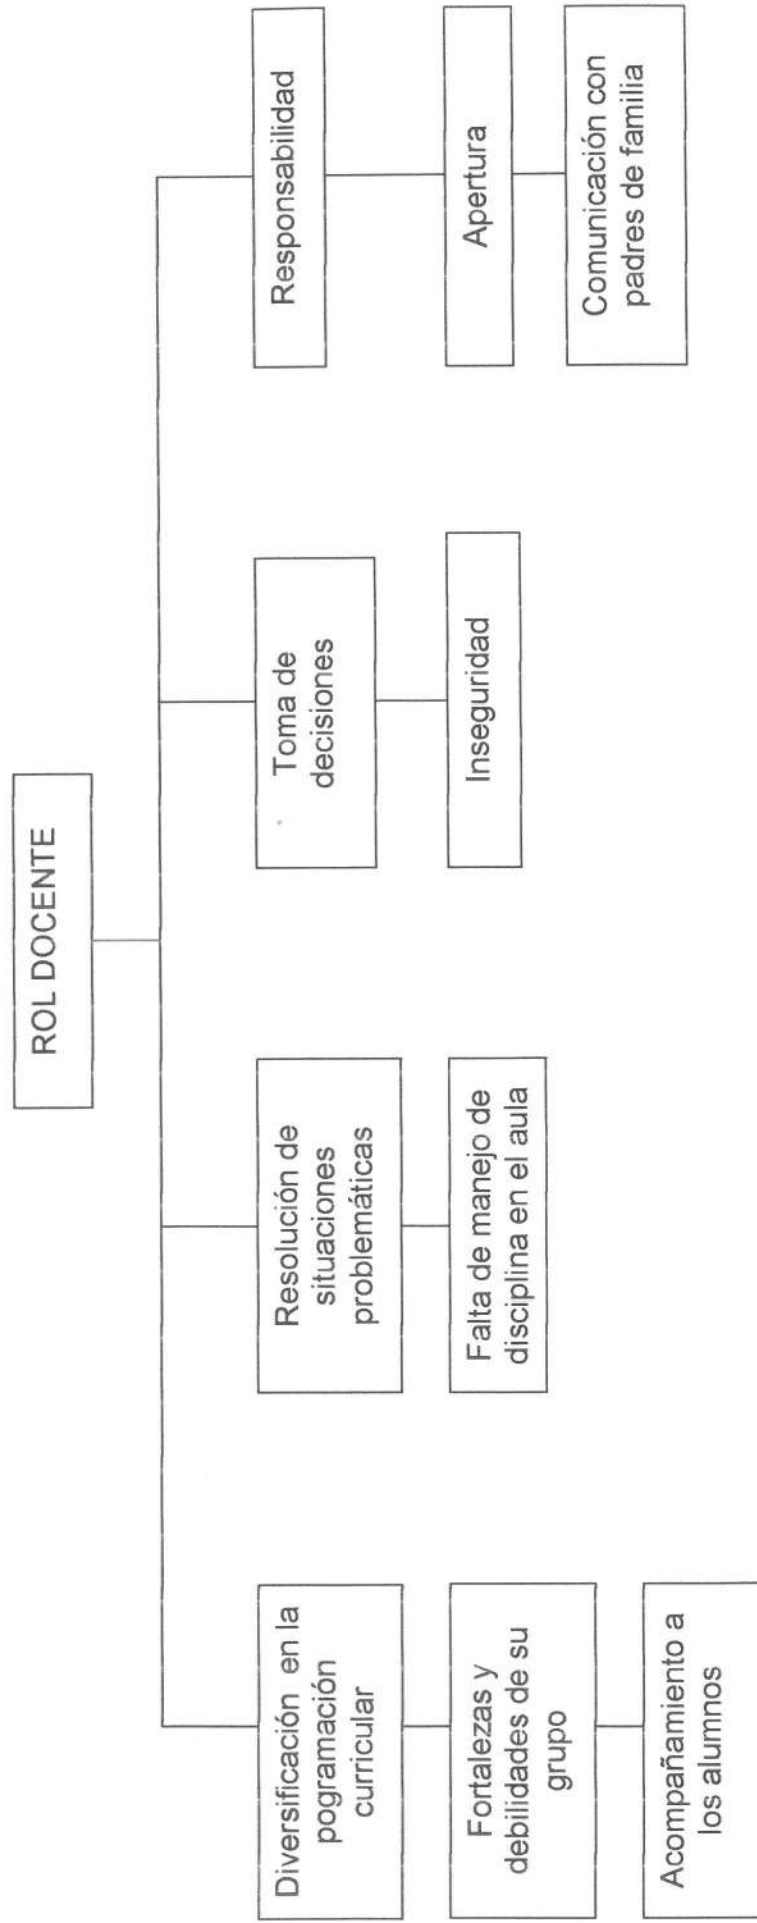 ROL DOCENTE
Diversificación en la
pogramación
curricular
Resolución de
situaciones
problemáticas
Toma de
decisiones
Responsabilidad
Fortalezas y
debilidades de su
grupo
Falta de manejo de
disciplina en el aula
Inseguridad
Apertura
Acompañamiento a
los alumnos
Comunicación con
padres de familia